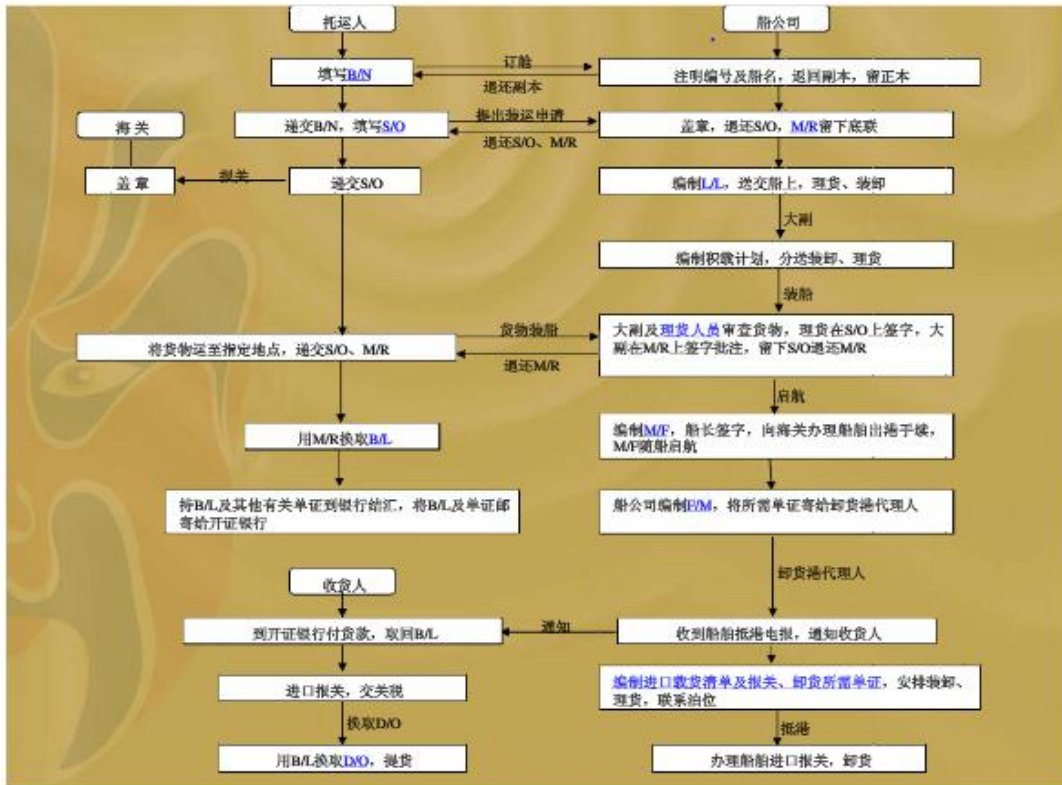 托运人
船公司
填写B/N
订舱
退还副本
注明编号及船名，返回副本，留正本
海 关
递交B/N，填写S/O
提出装运申请
退还S/O、M/R
盖章，退还S/O，M/R留下底联
盖 章
报关
递交S/O
编制L/L，送交船上，理货、装卸
大副
编制积载计划，分送装卸、理货
装船
将货物运至指定地点，递交S/O、M/R
货物装船
退还M/R
大副及理货人员审查货物，理货在S/O上签字，大
副在M/R上签字批注，留下S/O退还M/R
启航
用M/R换取B/L
编制M/F，船长签字，向海关办理船舶出港手续，
M/F随船启航
持B/L及其他有关单证到银行结汇，将B/L及单证邮
寄给开证银行
船公司编制F/M，将所需单证寄给卸货港代理人
卸货港代理人
收货人
到开证银行付货款，取回B/L
通知
收到船舶抵港电报，通知收货人
进口报关，交关税
编制进口载货清单及报关、卸货所需单证，安排装卸、
理货，联系泊位
换取D/O
抵港
用B/L换取D/O，提货
办理船舶进口报关，卸货